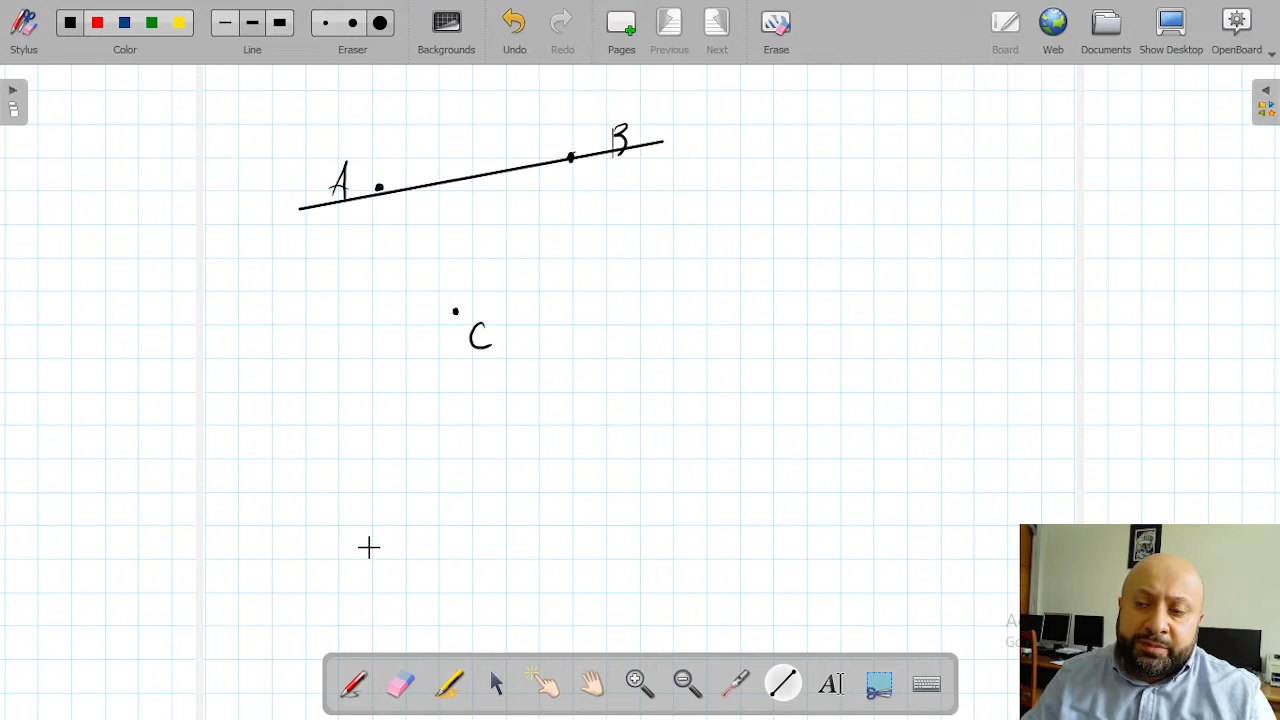 Stylus Color Line Eraser Backgrounds Undo Redo Pages Previous Next Erase Board Web Documents Show Desktop OpenBoard
B
A
C